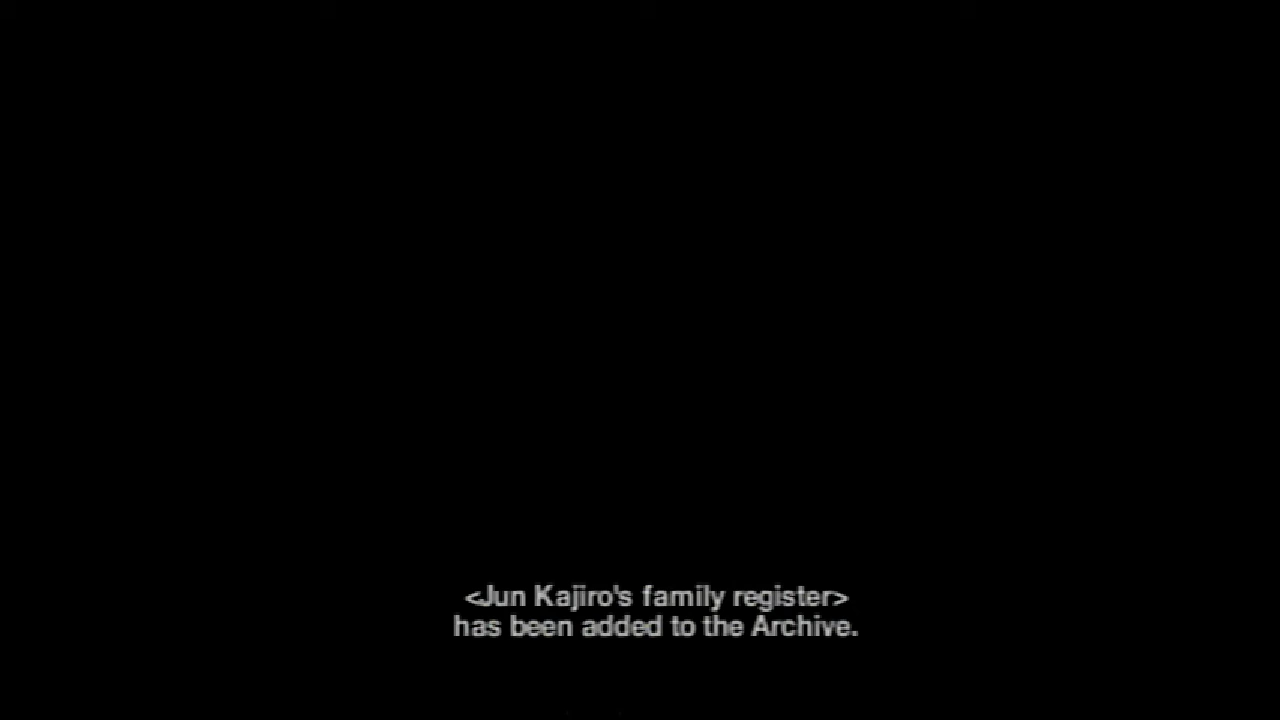 <Jun Kajiro's family register>
has been added to the Archive.